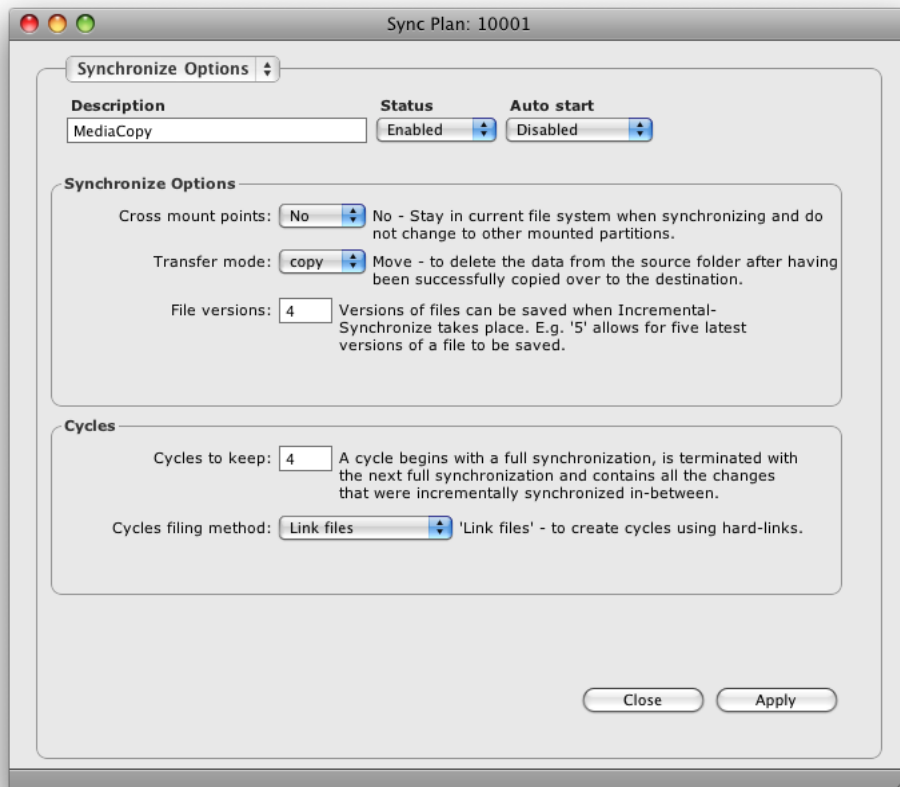 Sync Plan: 10001
Synchronize Options
Description
Status
Auto start
MediaCopy
Enabled
Disabled
Synchronize Options
Cross mount points: No No - Stay in current file system when synchronizing and do
not change to other mounted partitions.
Transfer mode: copy Move - to delete the data from the source folder after having
been successfully copied over to the destination.
File versions: 4 Versions of files can be saved when Incremental-
Synchronize takes place. E.g. '5' allows for five latest
versions of a file to be saved.
Cycles
Cycles to keep: 4 A cycle begins with a full synchronization, is terminated with
the next full synchronization and contains all the changes
that were incrementally synchronized in-between.
Cycles filing method: Link files 'Link files' - to create cycles using hard-links.
Close
Apply